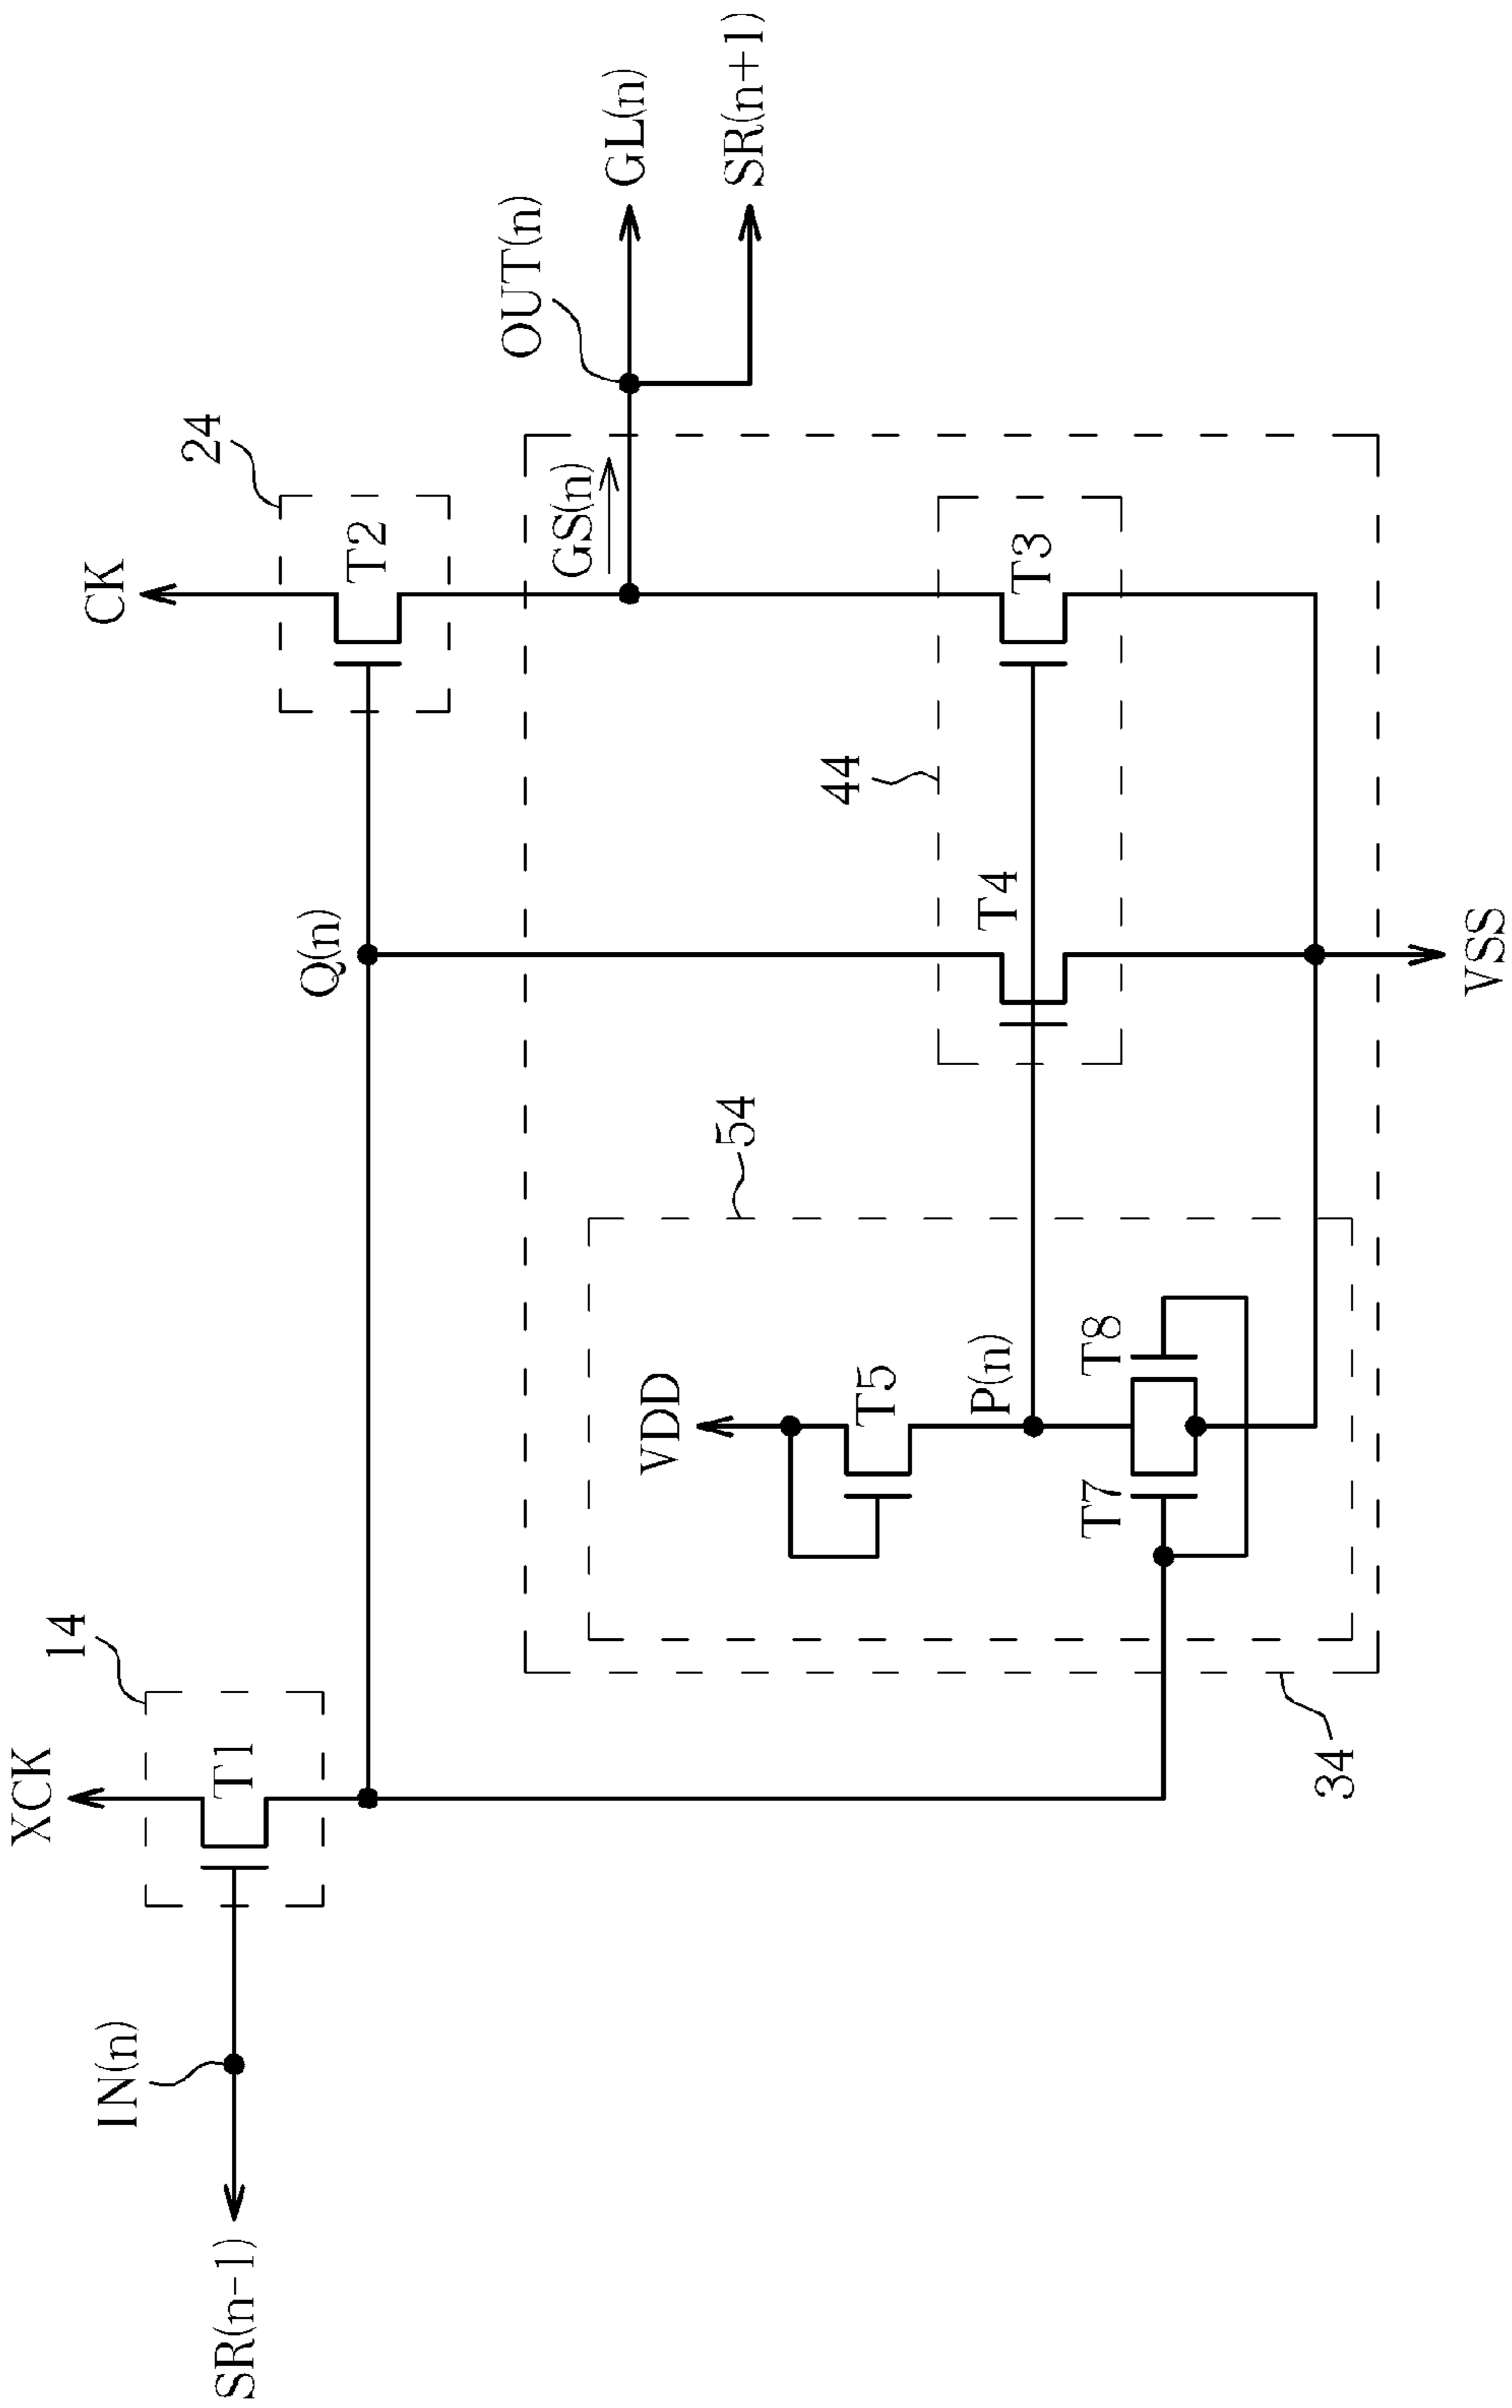 XCK
14
T1
IN(n)
SR(n-1)
Q(n)
CK
24
T2
OUT(n)
GS(n)
GL(n)
SR(n+1)
VDD
54
T5
P(n)
T7
T8
44
T4
T3
34
VSS